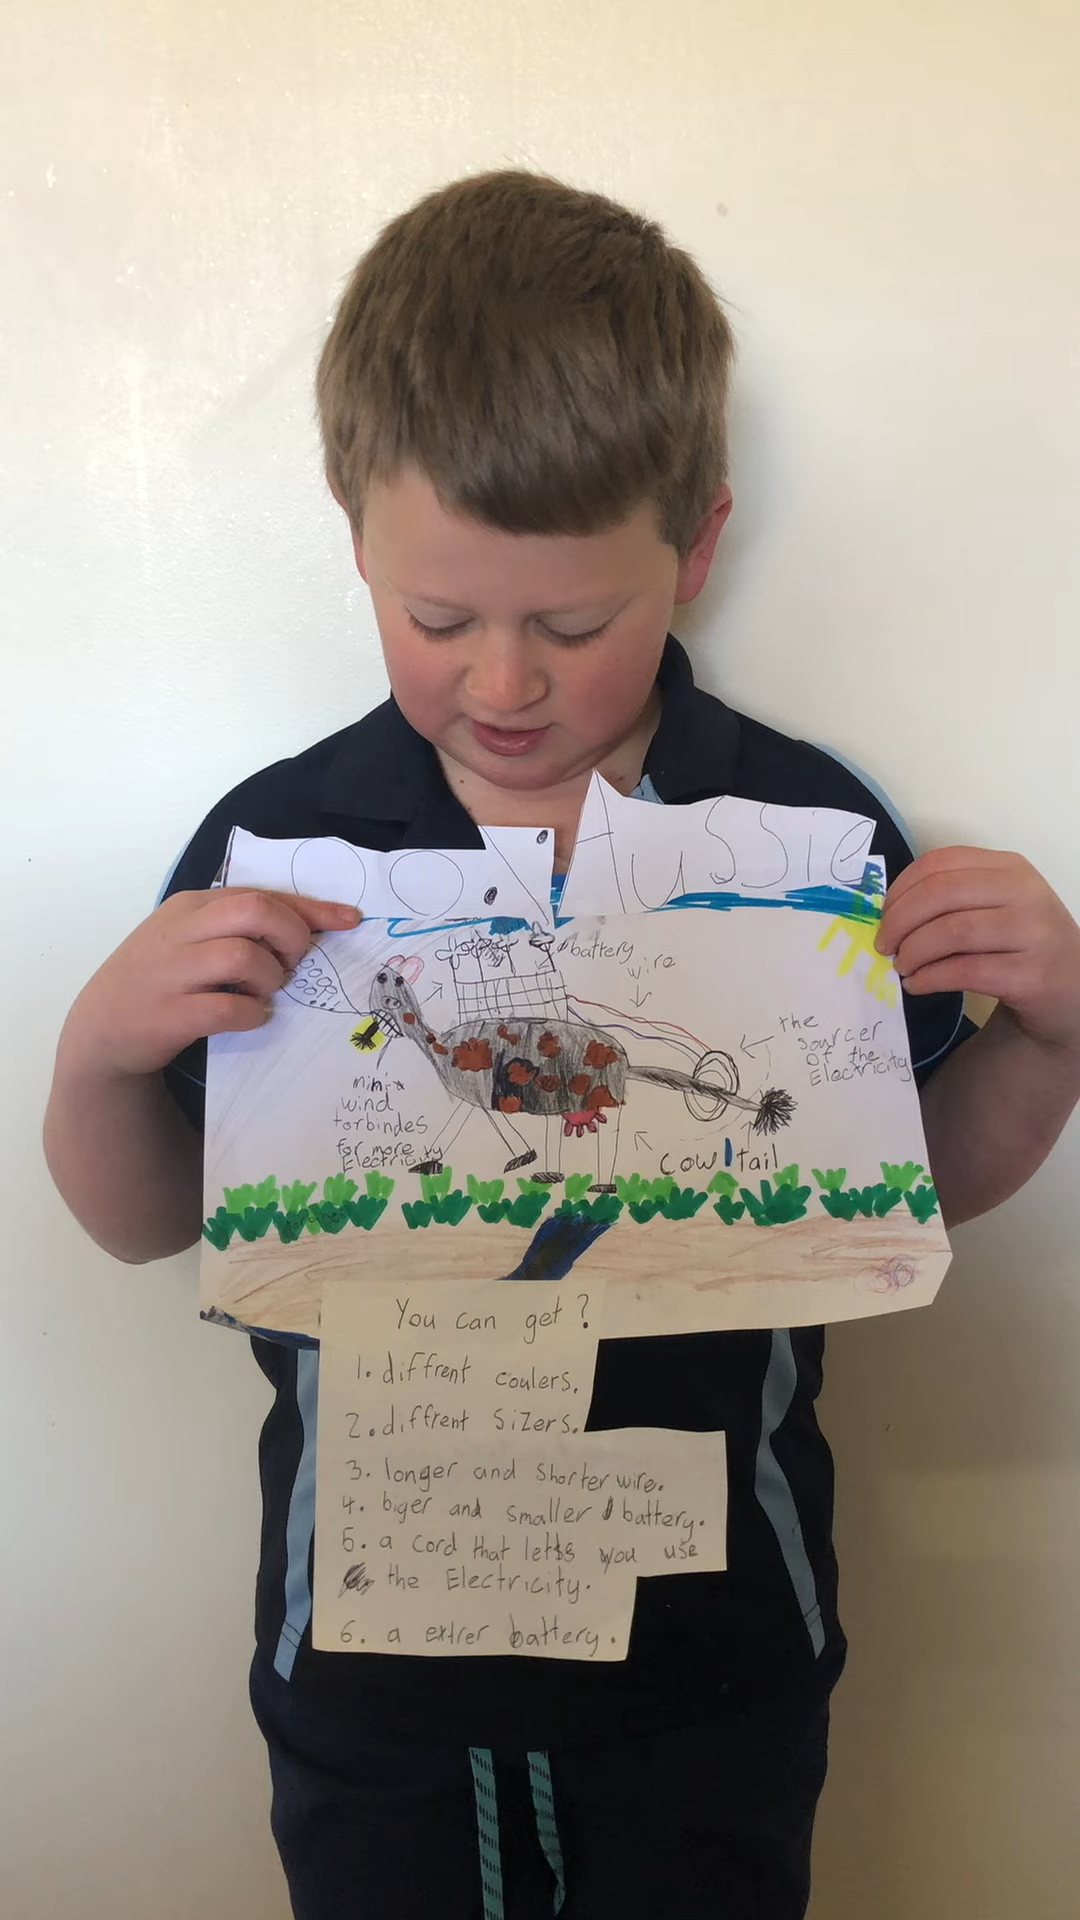 Aussie
battery
wire
the
sourcer
of the
Electricity
mini
wind
torbindes
for more
Electricity
cow tail
You can get?
1. diffrent coulers.
2. diffrent sizers.
3. longer and shorter wire.
4. biger and smaller battery.
5. a cord that letss you use
the Electricity.
6. a extrer battery.